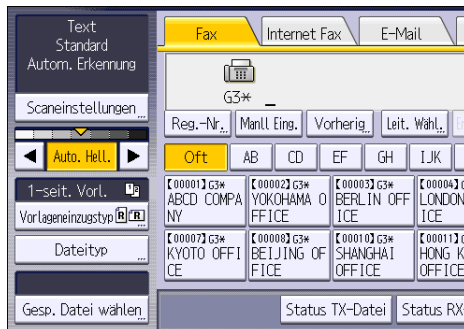 Text
Standard
Autom. Erkennung
Scaneinstellungen
Auto. Hell.
1-seit. Vorl.
Vorlageneinzugstyp
Dateityp
Gesp. Datei wählen
Fax
Internet Fax
E-Mail
G3* _
Reg.-Nr.
Manll Eing.
Vorherig
Leit. Wähl.
Oft
AB
CD
EF
GH
IJK
【00001】G3*
ABCD COMPA
NY
【00002】G3*
YOKOHAMA O
FFICE
【00003】G3*
BERLIN OFF
ICE
【00004】G
LONDON
ICE
【00007】G3*
KYOTO OFFI
CE
【00008】G3*
BEIJING OF
FICE
【00010】G3*
SHANGHAI
OFFICE
【00011】G
HONG K
OFFICE
Status TX-Datei
Status RX